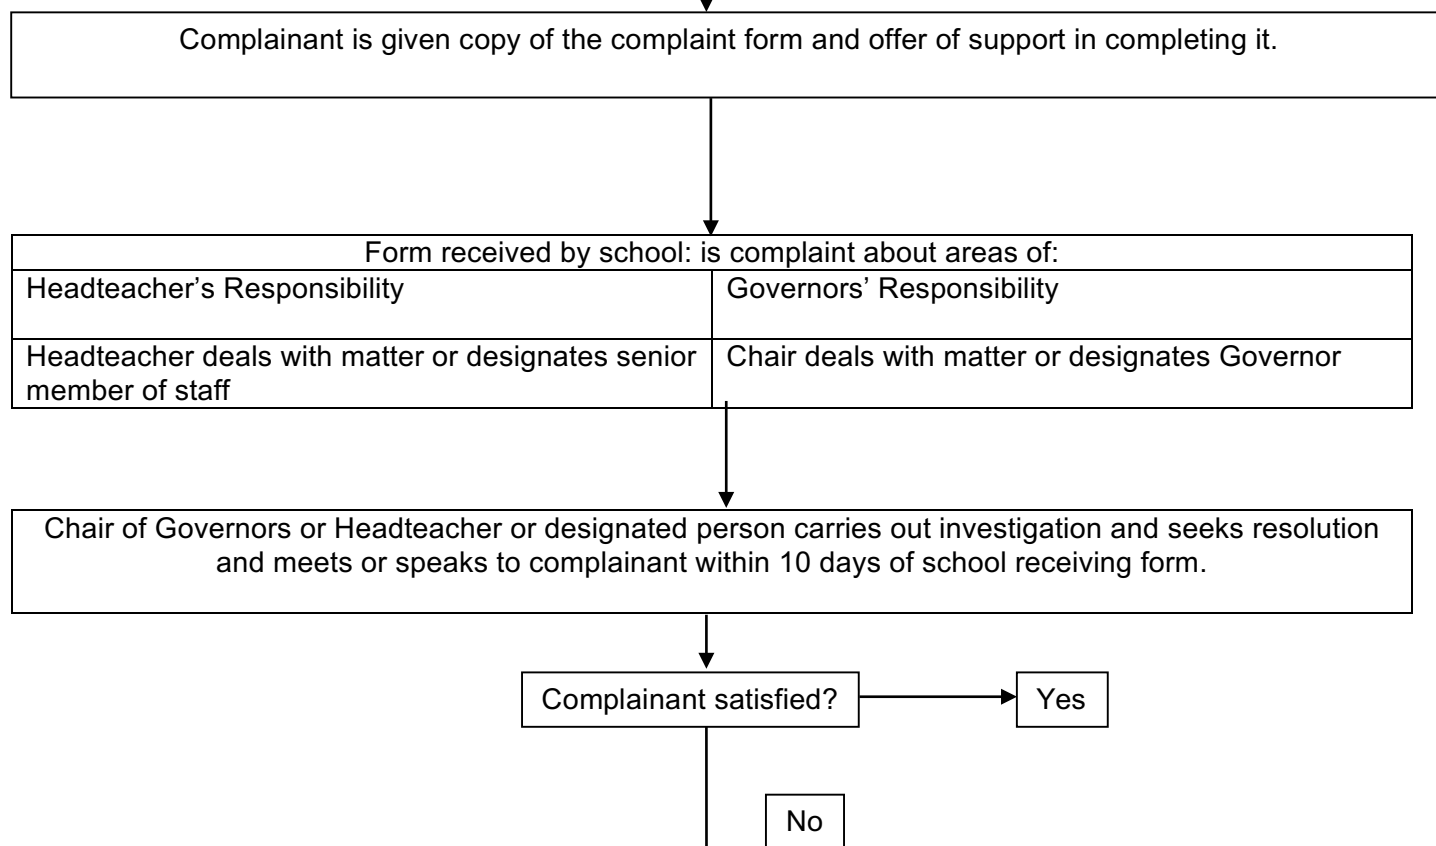 Complainant is given copy of the complaint form and offer of support in completing it.
Form received by school: is complaint about areas of:
Headteacher’s Responsibility
Governors’ Responsibility
Headteacher deals with matter or designates senior
member of staff
Chair deals with matter or designates Governor
Chair of Governors or Headteacher or designated person carries out investigation and seeks resolution
and meets or speaks to complainant within 10 days of school receiving form.
Complainant satisfied?
Yes
No